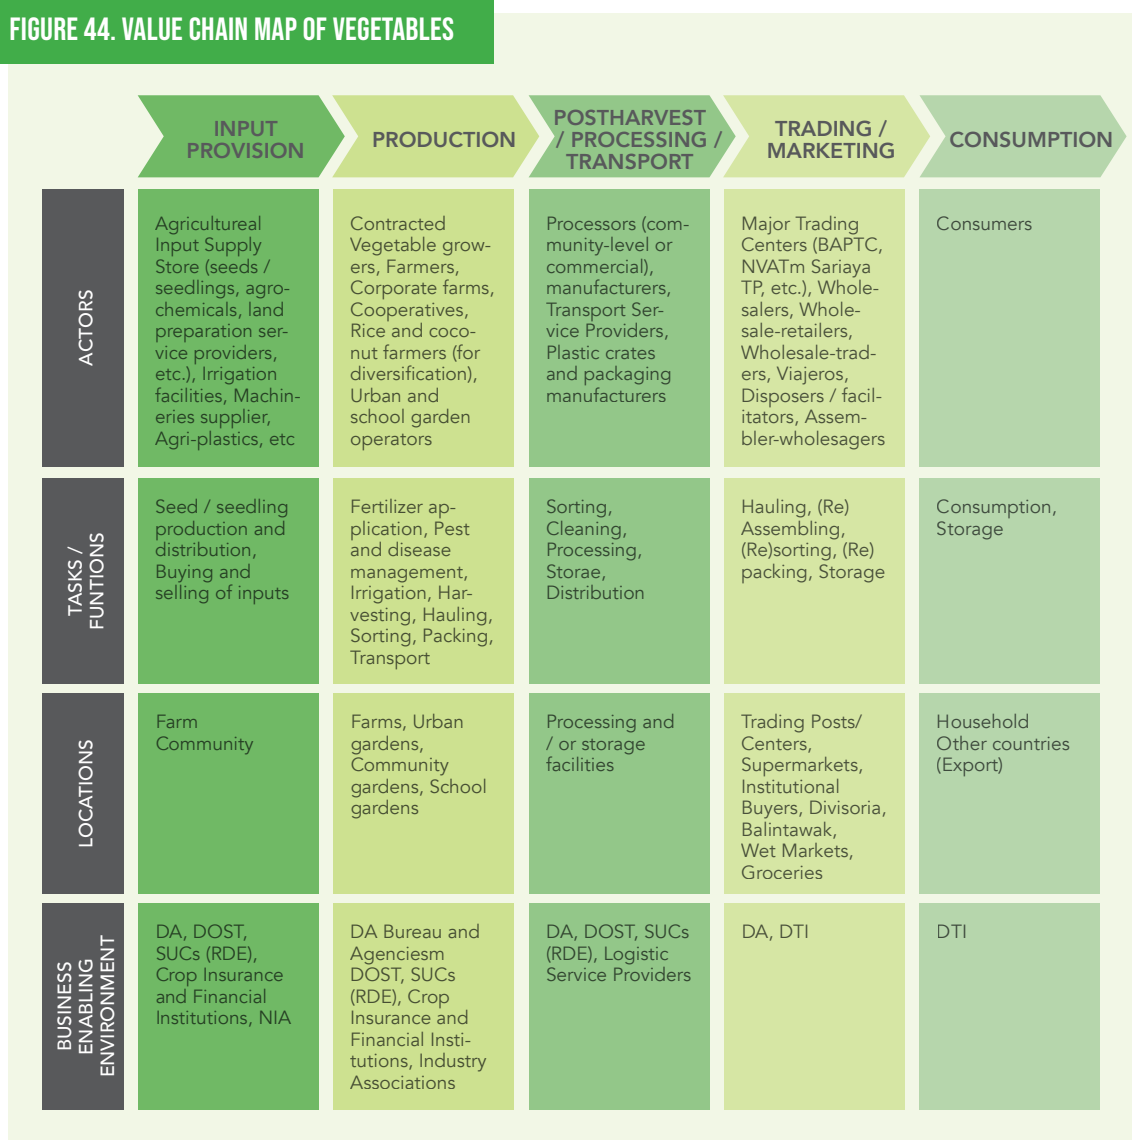 FIGURE 44. VALUE CHAIN MAP OF VEGETABLES
INPUT
PROVISION
PRODUCTION
POSTHARVEST
/ PROCESSING /
TRANSPORT
TRADING /
MARKETING
CONSUMPTION
ACTORS
Agricultureal
Input Supply
Store (seeds /
seedlings, agro-
chemicals, land
preparation ser-
vice providers,
etc.), Irrigation
facilities, Machin-
eries supplier,
Agri-plastics, etc
Contracted
Vegetable grow-
ers, Farmers,
Corporate farms,
Cooperatives,
Rice and coco-
nut farmers (for
diversification),
Urban and
school garden
operators
Processors (com-
munity-level or
commercial),
manufacturers,
Transport Ser-
vice Providers,
Plastic crates
and packaging
manufacturers
Major Trading
Centers (BAPTC,
NVATm Sariaya
TP, etc.), Whole-
salers, Whole-
sale-retailers,
Wholesale-trad-
ers, Viajeros,
Disposers / facil-
itators, Assem-
bler-wholesagers
Consumers
TASKS /
FUNTIONS
Seed / seedling
production and
distribution,
Buying and
selling of inputs
Fertilizer ap-
plication, Pest
and disease
management,
Irrigation, Har-
vesting, Hauling,
Sorting, Packing,
Transport
Sorting,
Cleaning,
Processing,
Storae,
Distribution
Hauling, (Re)
Assembling,
(Re)sorting, (Re)
packing, Storage
Consumption,
Storage
LOCATIONS
Farm
Community
Farms, Urban
gardens,
Community
gardens, School
gardens
Processing and
/ or storage
facilities
Trading Posts/
Centers,
Supermarkets,
Institutional
Buyers, Divisoria,
Balintawak,
Wet Markets,
Groceries
Household
Other countries
(Export)
BUSINESS
ENABLING
ENVIRONMENT
DA, DOST,
SUCs (RDE),
Crop Insurance
and Financial
Institutions, NIA
DA Bureau and
Agenciesm
DOST, SUCs
(RDE), Crop
Insurance and
Financial Insti-
tutions, Industry
Associations
DA, DOST, SUCs
(RDE), Logistic
Service Providers
DA, DTI
DTI